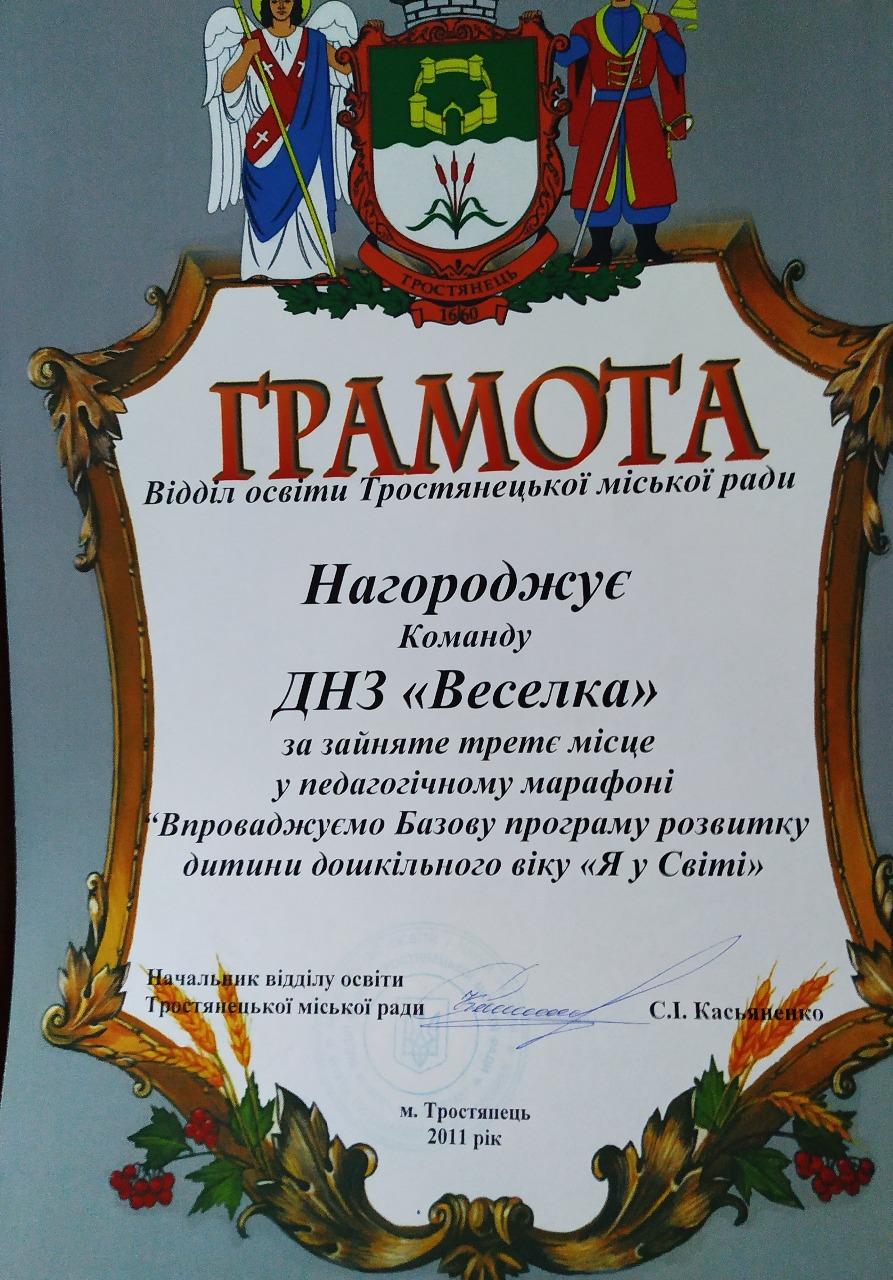 ТРОСТЯНЕЦЬ
1660
ГРАМОТА
Відділ освіти Тростянецької міської ради
Нагороджує
Команду
ДНЗ «Веселка»
за зайняте третє місце
у педагогічному марафоні
“Впроваджуємо Базову програму розвитку
дитини дошкільного віку «Я у Світі»
Начальник відділу освіти
Тростянецької міської ради С.І. Касьяненко
м. Тростянець
2011 рік